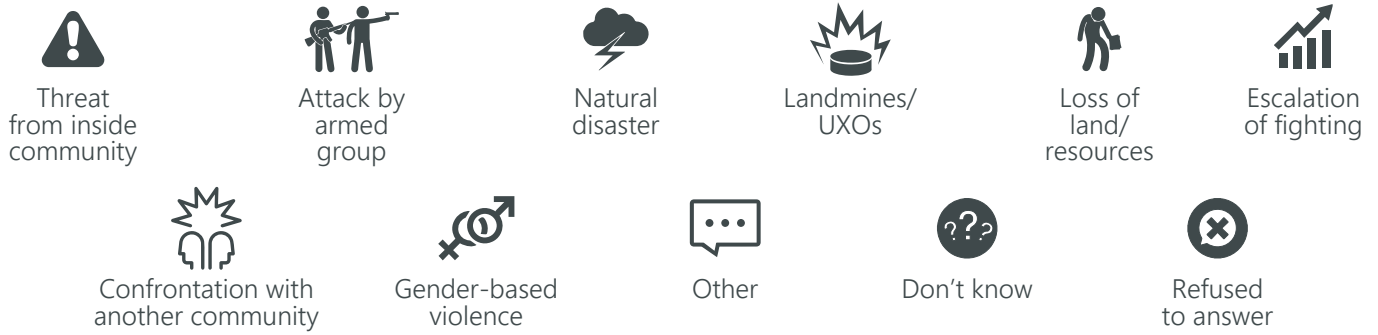 Threat
from inside
community
Attack by
armed
group
Natural
disaster
Landmines/
UXOs
Loss of
land/
resources
Escalation
of fighting
Confrontation with
another community
Gender-based
violence
Other
???
Don’t know
Refused
to answer